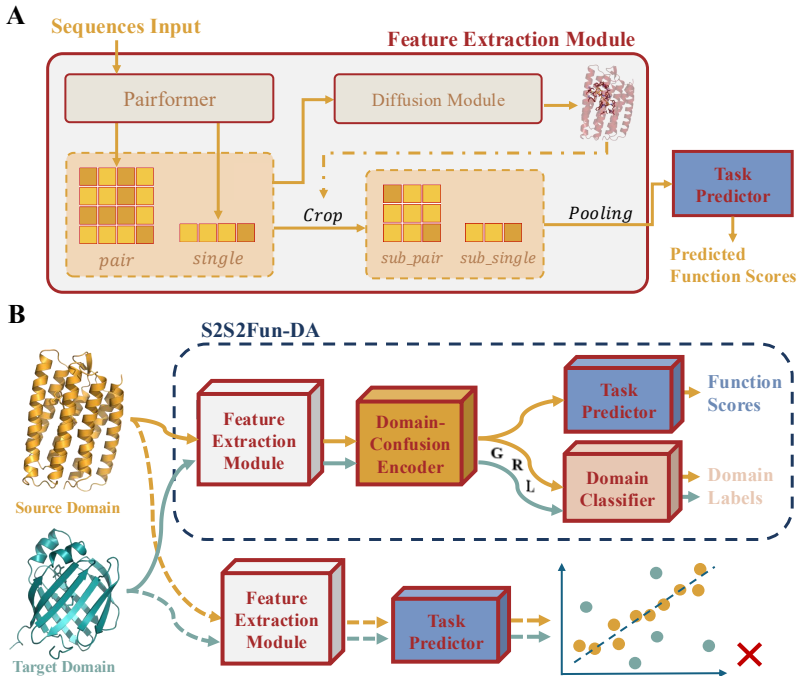 A
Sequences Input
Feature Extraction Module
Pairformer
Diffusion Module
Crop
Pooling
pair
single
sub_pair
sub_single
Task
Predictor
Predicted
Function Scores
B
S2S2Fun-DA
Source Domain
Target Domain
Feature
Extraction
Module
Domain-
Confusion
Encoder
G R L
Task
Predictor
Function
Scores
Domain
Classifier
Domain
Labels
Feature
Extraction
Module
Task
Predictor